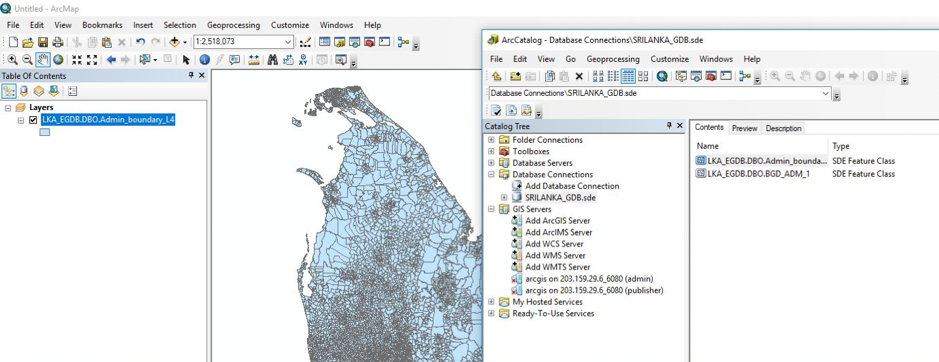 Untitled - ArcMap
File Edit View Bookmarks Insert Selection Geoprocessing Customize Windows Help
1:2,518,073
Table Of Contents
Layers
LKA_EGDB.DBO.Admin_boundary_L4
ArcCatalog - Database Connections\SRILANKA_GDB.sde
File Edit View Go Geoprocessing Customize Windows Help
Database Connections\SRILANKA_GDB.sde
Catalog Tree
Folder Connections
Toolboxes
Database Servers
Database Connections
Add Database Connection
SRILANKA_GDB.sde
GIS Servers
Add ArcGIS Server
Add ArcIMS Server
Add WCS Server
Add WMS Server
Add WMTS Server
arcgis on 203.159.29.6_6080 (admin)
arcgis on 203.159.29.6_6080 (publisher)
My Hosted Services
Ready-To-Use Services
Contents Preview Description
Name Type
LKA_EGDB.DBO.Admin_bounda... SDE Feature Class
LKA_EGDB.DBO.BGD_ADM_1 SDE Feature Class